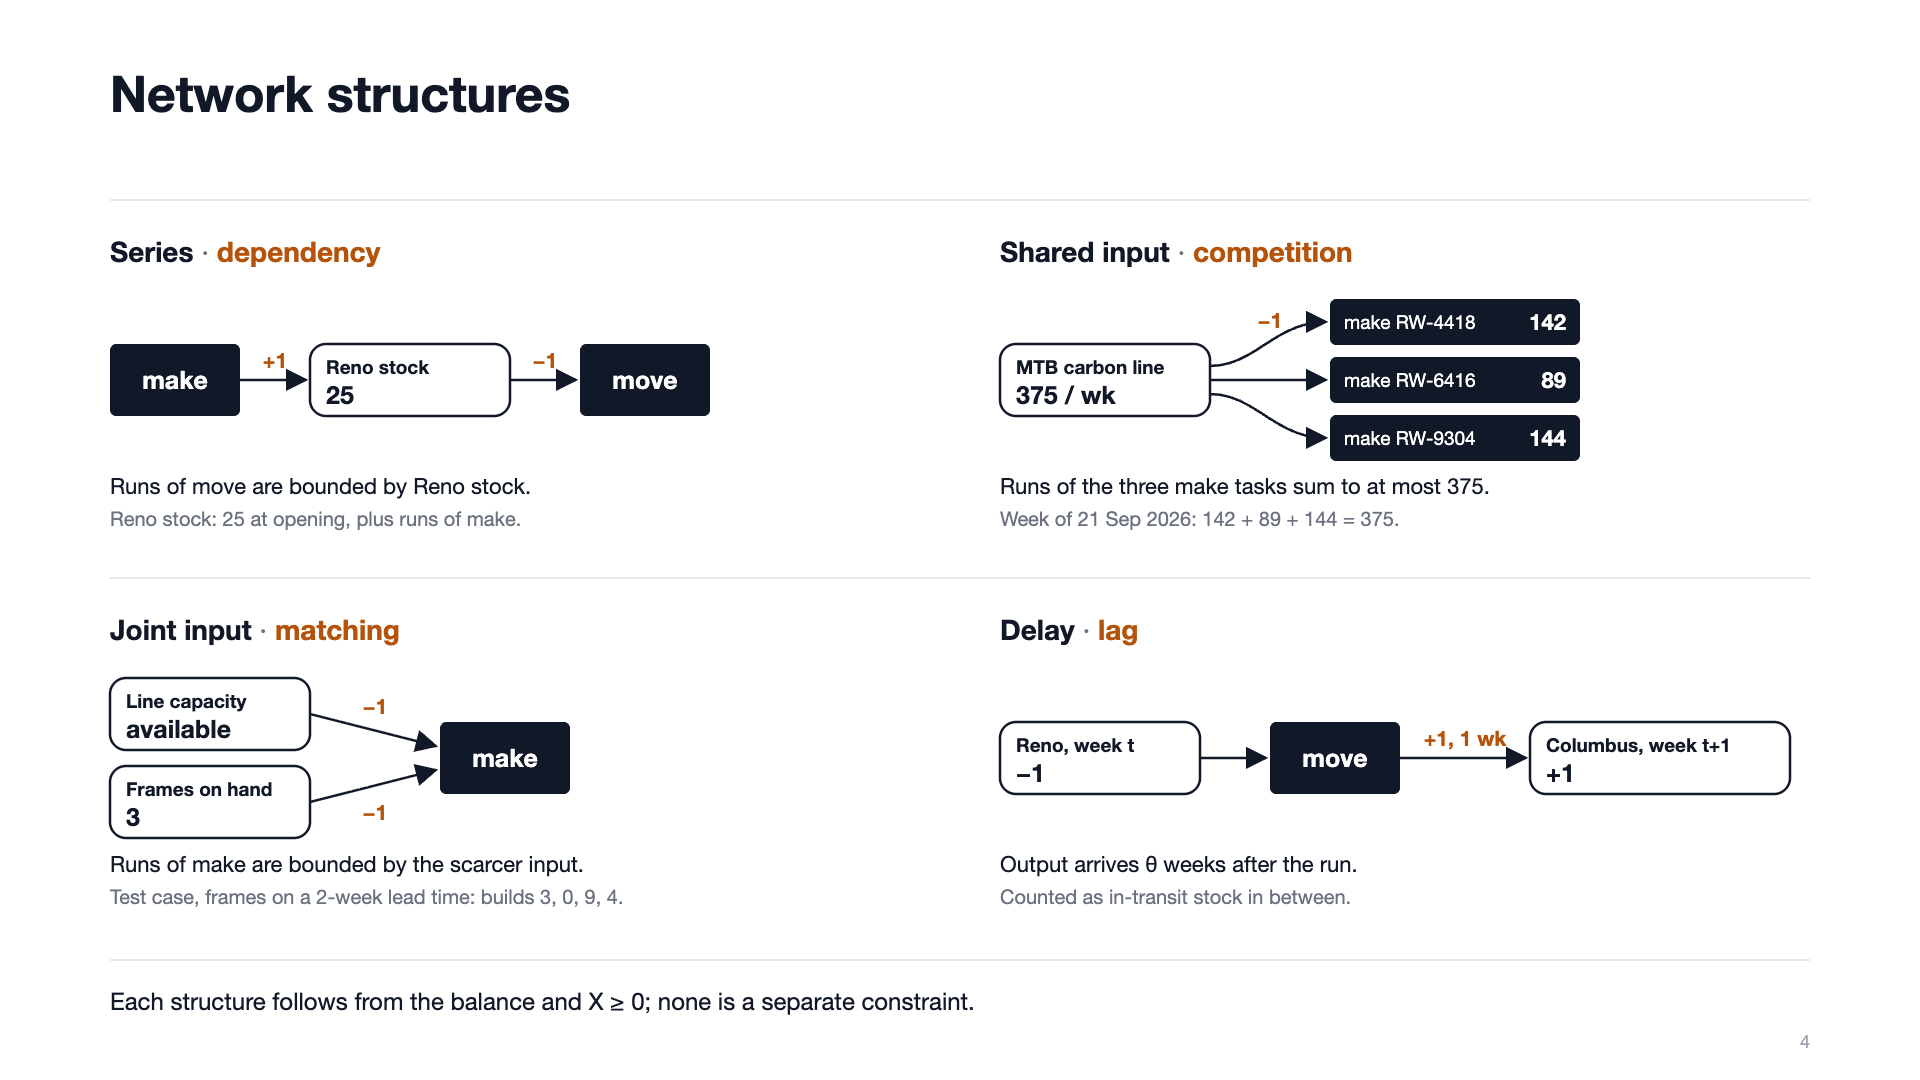 Network structures
Series · dependency
make
+1
Reno stock
25
−1
move
Runs of move are bounded by Reno stock.
Reno stock: 25 at opening, plus runs of make.
Shared input · competition
MTB carbon line
375 / wk
−1
make RW-4418 142
make RW-6416 89
make RW-9304 144
Runs of the three make tasks sum to at most 375.
Week of 21 Sep 2026: 142 + 89 + 144 = 375.
Joint input · matching
Line capacity
available
−1
Frames on hand
3
−1
make
Runs of make are bounded by the scarcer input.
Test case, frames on a 2-week lead time: builds 3, 0, 9, 4.
Delay · lag
Reno, week t
−1
move
+1, 1 wk
Columbus, week t+1
+1
Output arrives θ weeks after the run.
Counted as in-transit stock in between.
Each structure follows from the balance and X ≥ 0; none is a separate constraint.
4